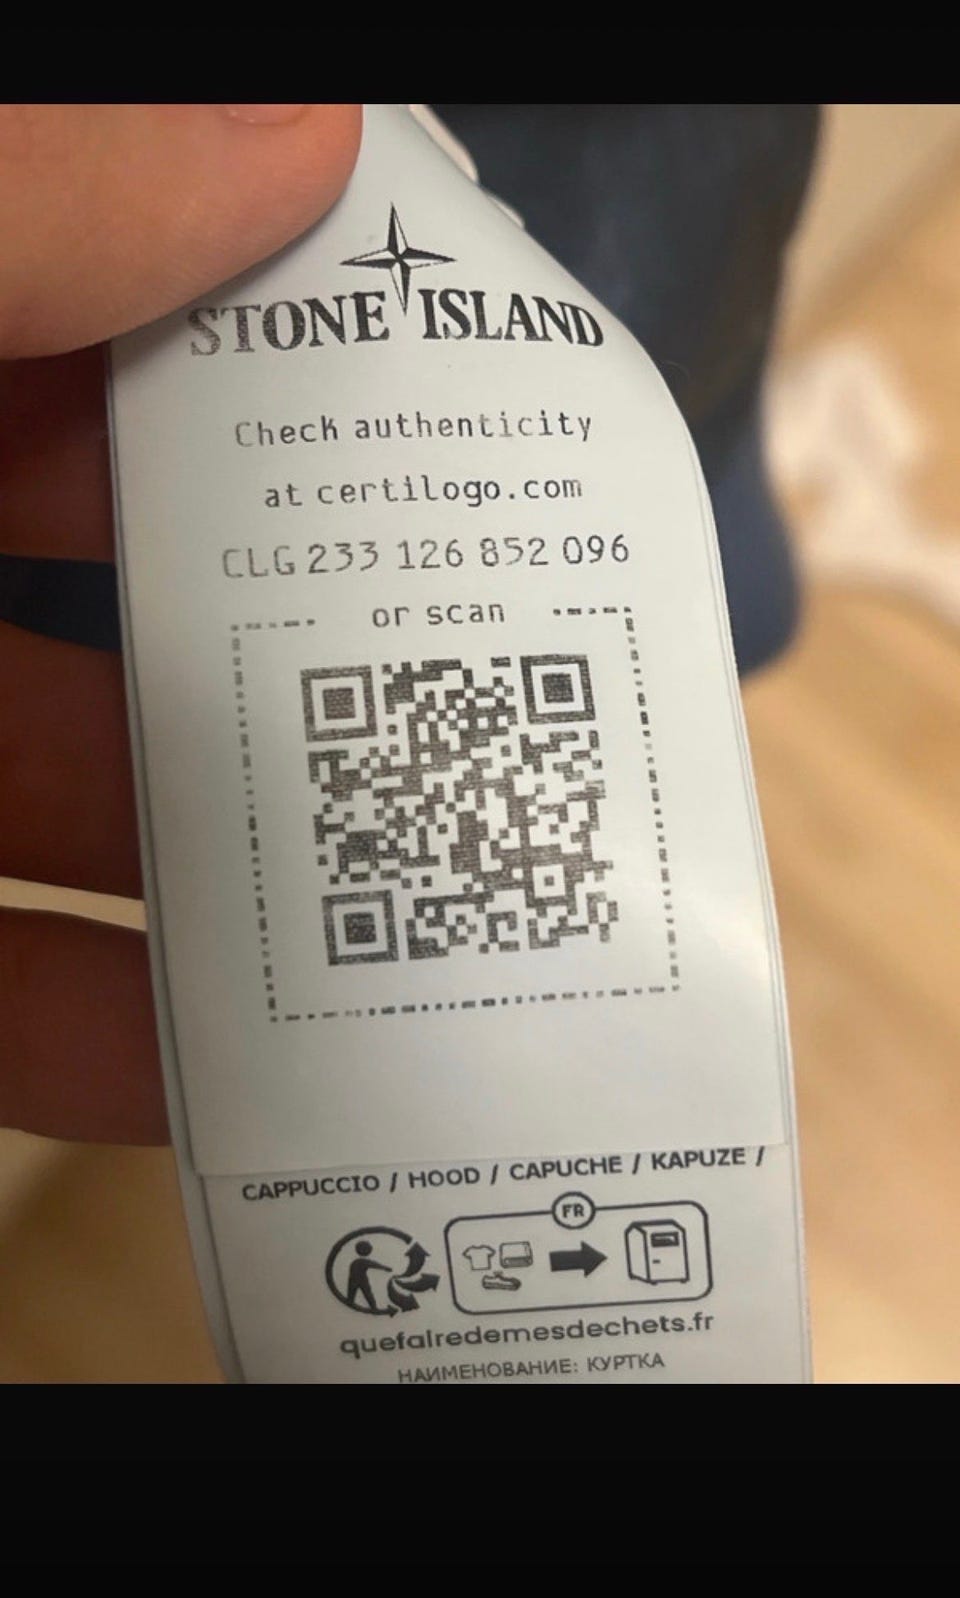 STONE ISLAND
Check authenticity
at certilogo.com
CLG 233 126 852 096
or scan
CAPPUCCIO / HOOD / CAPUCHE / KAPUZE /
FR
quefairedemesdechets.fr
НАИМЕНОВАНИЕ: КУРТКА